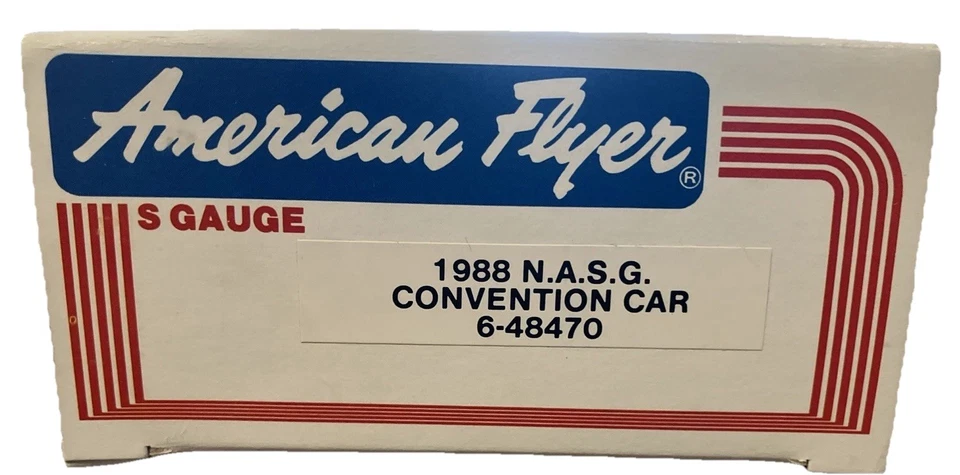 American Flyer®
S GAUGE
1988 N.A.S.G.
CONVENTION CAR
6-48470